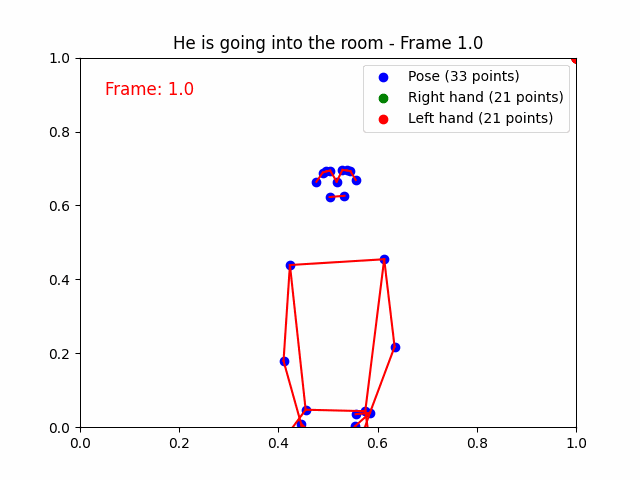 He is going into the room - Frame 1.0
Frame: 1.0
Pose (33 points)
Right hand (21 points)
Left hand (21 points)
1.0
0.8
0.6
0.4
0.2
0.0
0.0 0.2 0.4 0.6 0.8 1.0